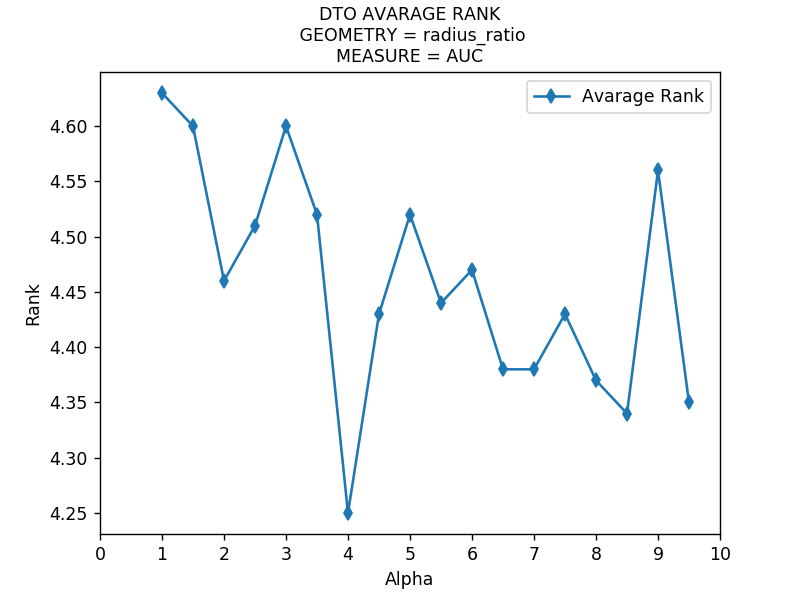 DTO AVARAGE RANK
GEOMETRY = radius_ratio
MEASURE = AUC
Avarage Rank
Rank
4.60
4.55
4.50
4.45
4.40
4.35
4.30
4.25
0 1 2 3 4 5 6 7 8 9 10
Alpha